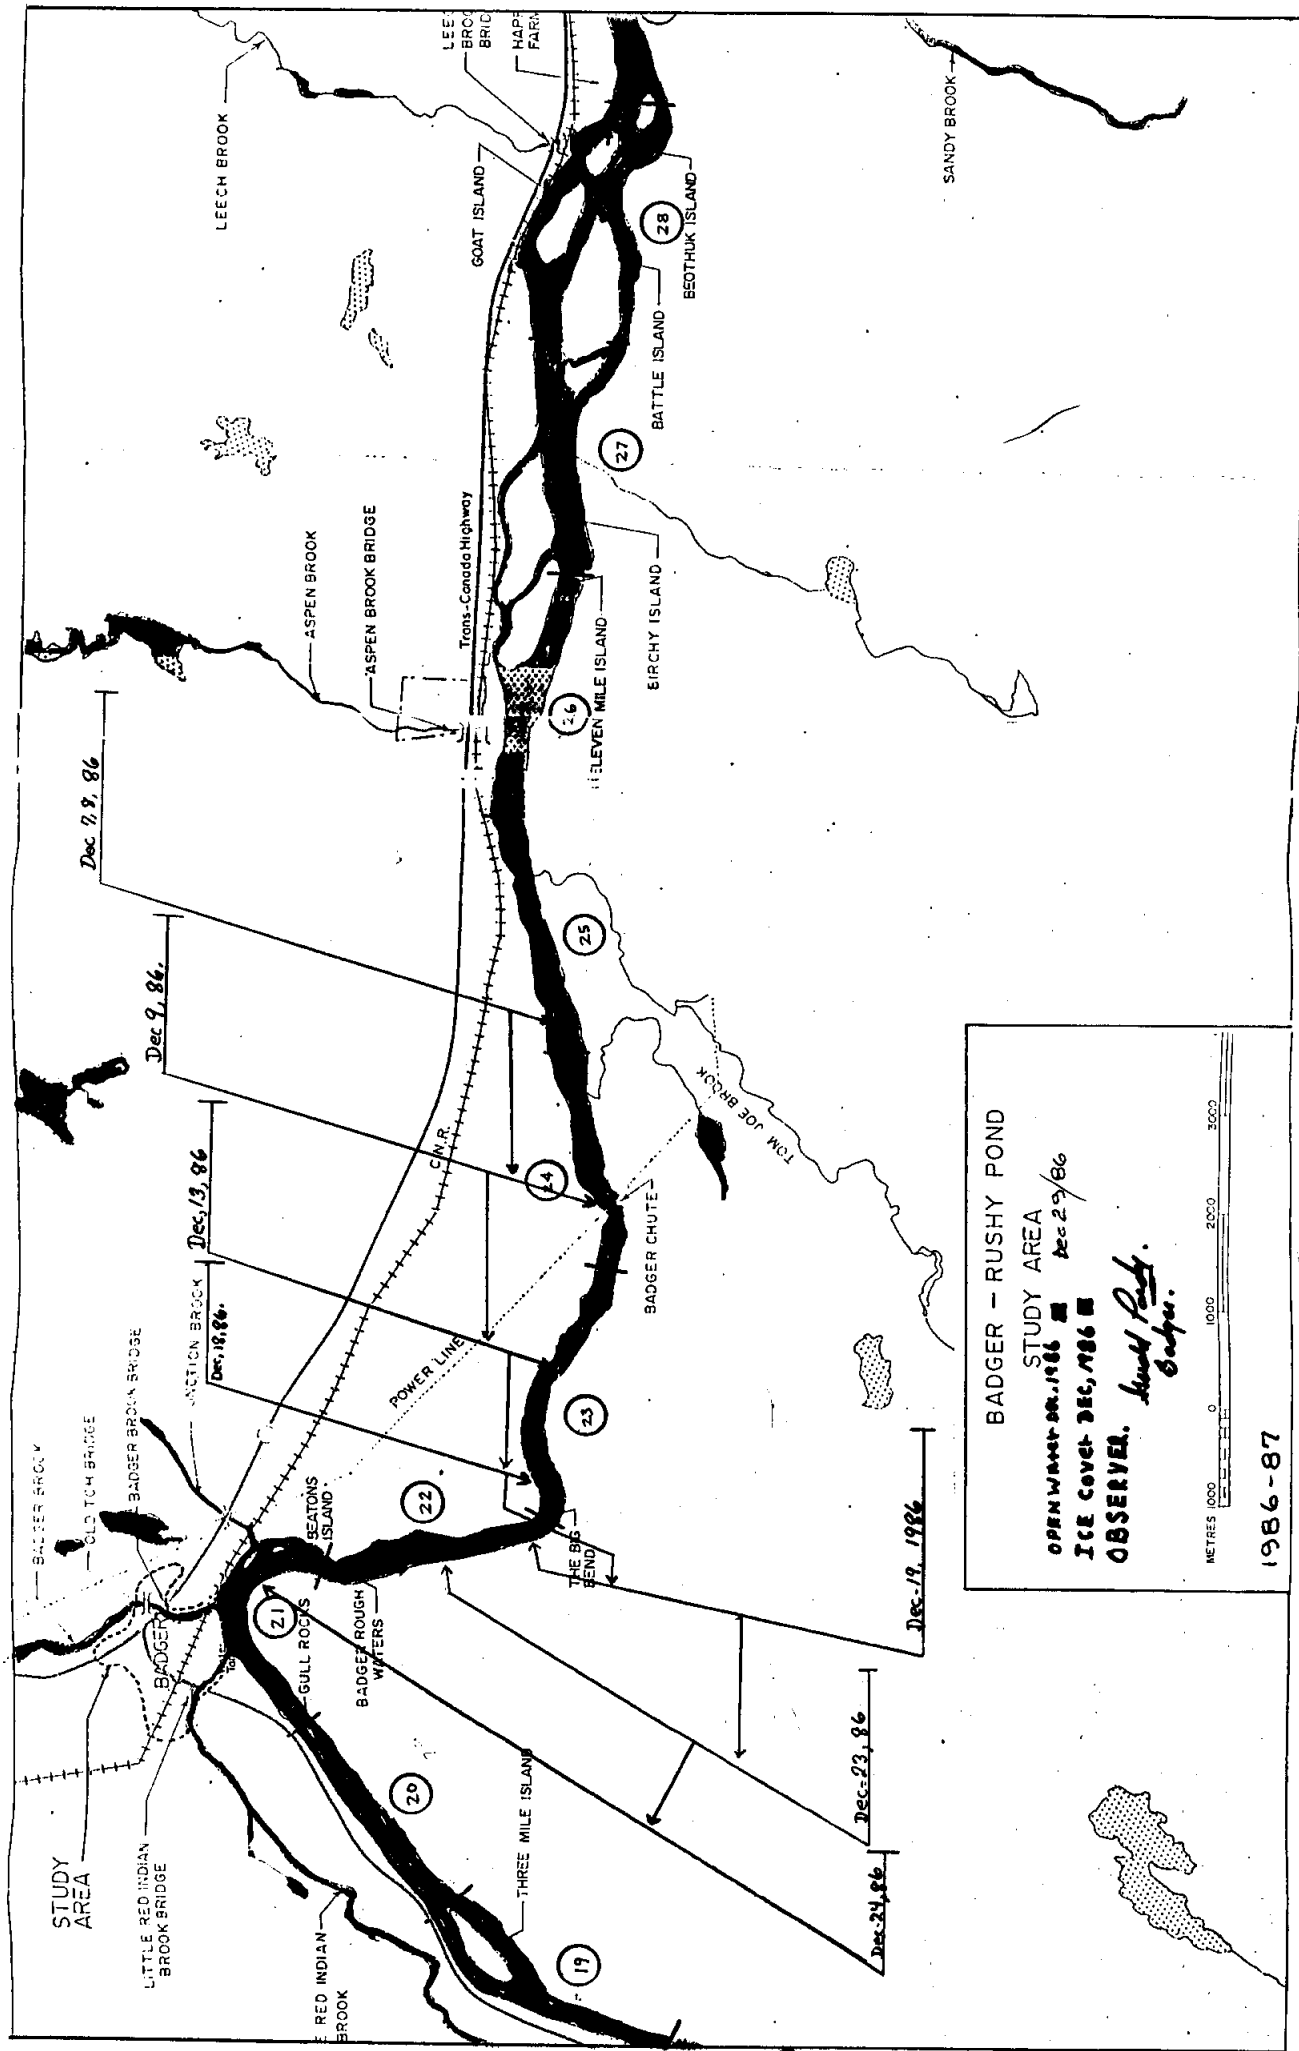 LEECH BROOK
GOAT ISLAND
BEOTHUK ISLAND
28
BATTLE ISLAND
27
SANDY BROOK
Trans-Canada Highway
ASPEN BROOK
ASPEN BROOK BRIDGE
ELEVEN MILE ISLAND
BIRCHY ISLAND
26
25
Dec 7,8, 86
Dec 9, 86.
Dec, 13, 86
Dec, 18, 86.
C.N.R.
24
TOM JOE BROOK
BADGER CHUTE
POWER LINE
23
22
THE BIG
BEND
BEATONS
ISLAND
BADGER BROOK
OLD TCH BRIDGE
BADGER BROOK BRIDGE
BADGER
21
GULL ROCKS
BADGER ROUGH
WATERS
STUDY
AREA
LITTLE RED INDIAN
BROOK BRIDGE
RED INDIAN
BROOK
20
THREE MILE ISLAND
19
Dec-19, 1986
Dec-23, 86
Dec-24, 86
BADGER – RUSHY POND
STUDY AREA
OPEN WATER DEC. 1986 Dec 29/86
ICE COVER DEC, 1986
OBSERVER.
Badger.
METRES 1000 0 1000 2000 3000
1986-87